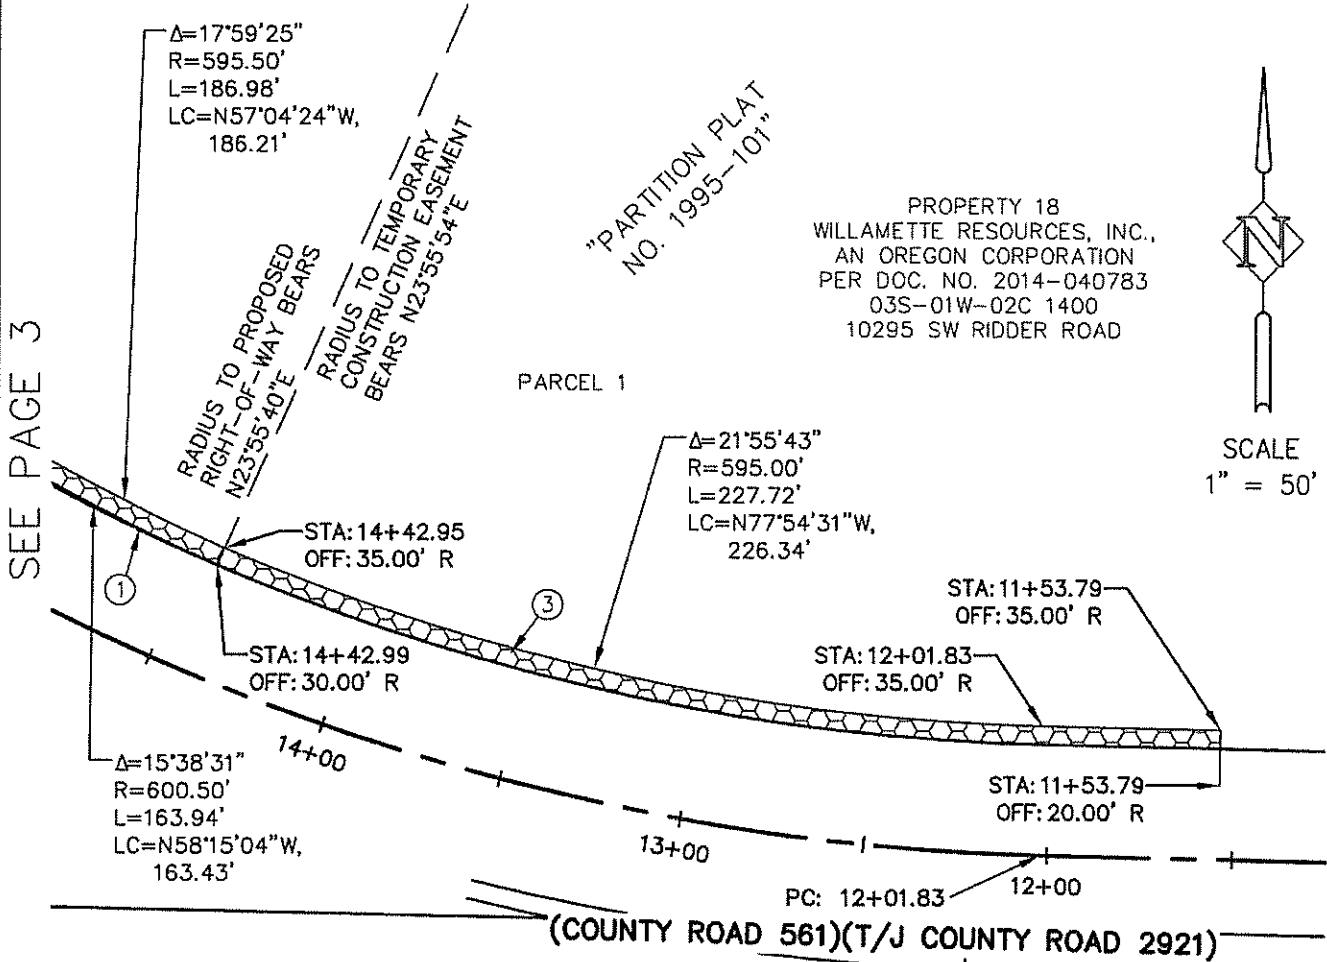 Δ=17°59'25"
R=595.50'
L=186.98'
LC=N57°04'24"W,
186.21'
RADIUS TO PROPOSED
RIGHT-OF-WAY BEARS
N23°55'40"E
RADIUS TO TEMPORARY
CONSTRUCTION EASEMENT
BEARS N23°55'54"E
"PARTITION PLAT
NO. 1995-101"
PROPERTY 18
WILLAMETTE RESOURCES, INC.,
AN OREGON CORPORATION
PER DOC. NO. 2014-040783
03S-01W-02C 1400
10295 SW RIDDER ROAD
N
SCALE
1" = 50'
SEE PAGE 3
PARCEL 1
Δ=21°55'43"
R=595.00'
L=227.72'
LC=N77°54'31"W,
226.34'
STA: 14+42.95
OFF: 35.00' R
1
3
STA: 11+53.79
OFF: 35.00' R
STA: 12+01.83
OFF: 35.00' R
STA: 14+42.99
OFF: 30.00' R
14+00
Δ=15°38'31"
R=600.50'
L=163.94'
LC=N58°15'04"W,
163.43'
STA: 11+53.79
OFF: 20.00' R
13+00
PC: 12+01.83
12+00
(COUNTY ROAD 561)(T/J COUNTY ROAD 2921)